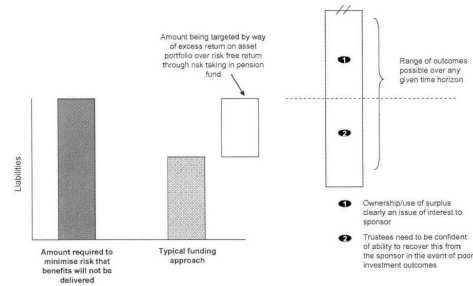 Amount being targeted by way
of excess return on asset
portfolio over risk free return
through risk taking in pension
fund
1
Range of outcomes
possible over any
given time horizon
2
Liabilities
Amount required to
minimise risk that
benefits will not be
delivered
Typical funding
approach
1 Ownership/use of surplus
clearly an issue of interest to
sponsor
2 Trustees need to be confident
of ability to recover this from
the sponsor in the event of poor
investment outcomes